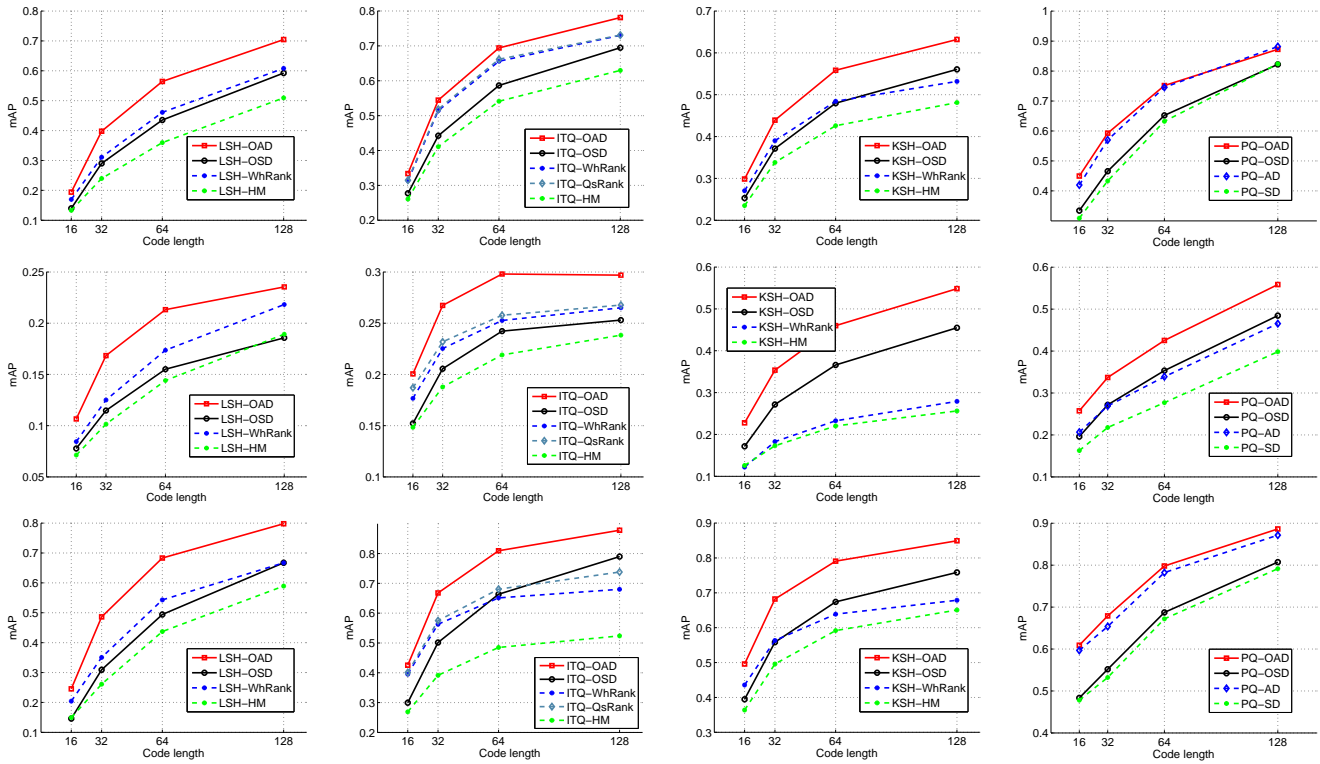 0.8
0.7
0.6
0.5
0.4
0.3
0.2
0.1
mAP
16 32 64 128
Code length
LSH-OAD
LSH-OSD
LSH-WhRank
LSH-HM
0.8
0.7
0.6
0.5
0.4
0.3
0.2
mAP
16 32 64 128
Code length
ITQ-OAD
ITQ-OSD
ITQ-WhRank
ITQ-QsRank
ITQ-HM
0.7
0.6
0.5
0.4
0.3
0.2
mAP
16 32 64 128
Code length
KSH-OAD
KSH-OSD
KSH-WhRank
KSH-HM
1
0.9
0.8
0.7
0.6
0.5
0.4
mAP
16 32 64 128
Code length
PQ-OAD
PQ-OSD
PQ-AD
PQ-SD
0.25
0.2
0.15
0.1
0.05
mAP
16 32 64 128
Code length
LSH-OAD
LSH-OSD
LSH-WhRank
LSH-HM
0.3
0.25
0.2
0.15
0.1
mAP
16 32 64 128
Code length
ITQ-OAD
ITQ-OSD
ITQ-WhRank
ITQ-QsRank
ITQ-HM
0.6
0.5
0.4
0.3
0.2
0.1
mAP
16 32 64 128
Code length
KSH-OAD
KSH-OSD
KSH-WhRank
KSH-HM
0.6
0.5
0.4
0.3
0.2
0.1
mAP
16 32 64 128
Code length
PQ-OAD
PQ-OSD
PQ-AD
PQ-SD
0.8
0.7
0.6
0.5
0.4
0.3
0.2
0.1
mAP
16 32 64 128
Code length
LSH-OAD
LSH-OSD
LSH-WhRank
LSH-HM
0.8
0.7
0.6
0.5
0.4
0.3
0.2
mAP
16 32 64 128
Code length
ITQ-OAD
ITQ-OSD
ITQ-WhRank
ITQ-QsRank
ITQ-HM
0.9
0.8
0.7
0.6
0.5
0.4
0.3
mAP
16 32 64 128
Code length
KSH-OAD
KSH-OSD
KSH-WhRank
KSH-HM
0.9
0.8
0.7
0.6
0.5
0.4
mAP
16 32 64 128
Code length
PQ-OAD
PQ-OSD
PQ-AD
PQ-SD